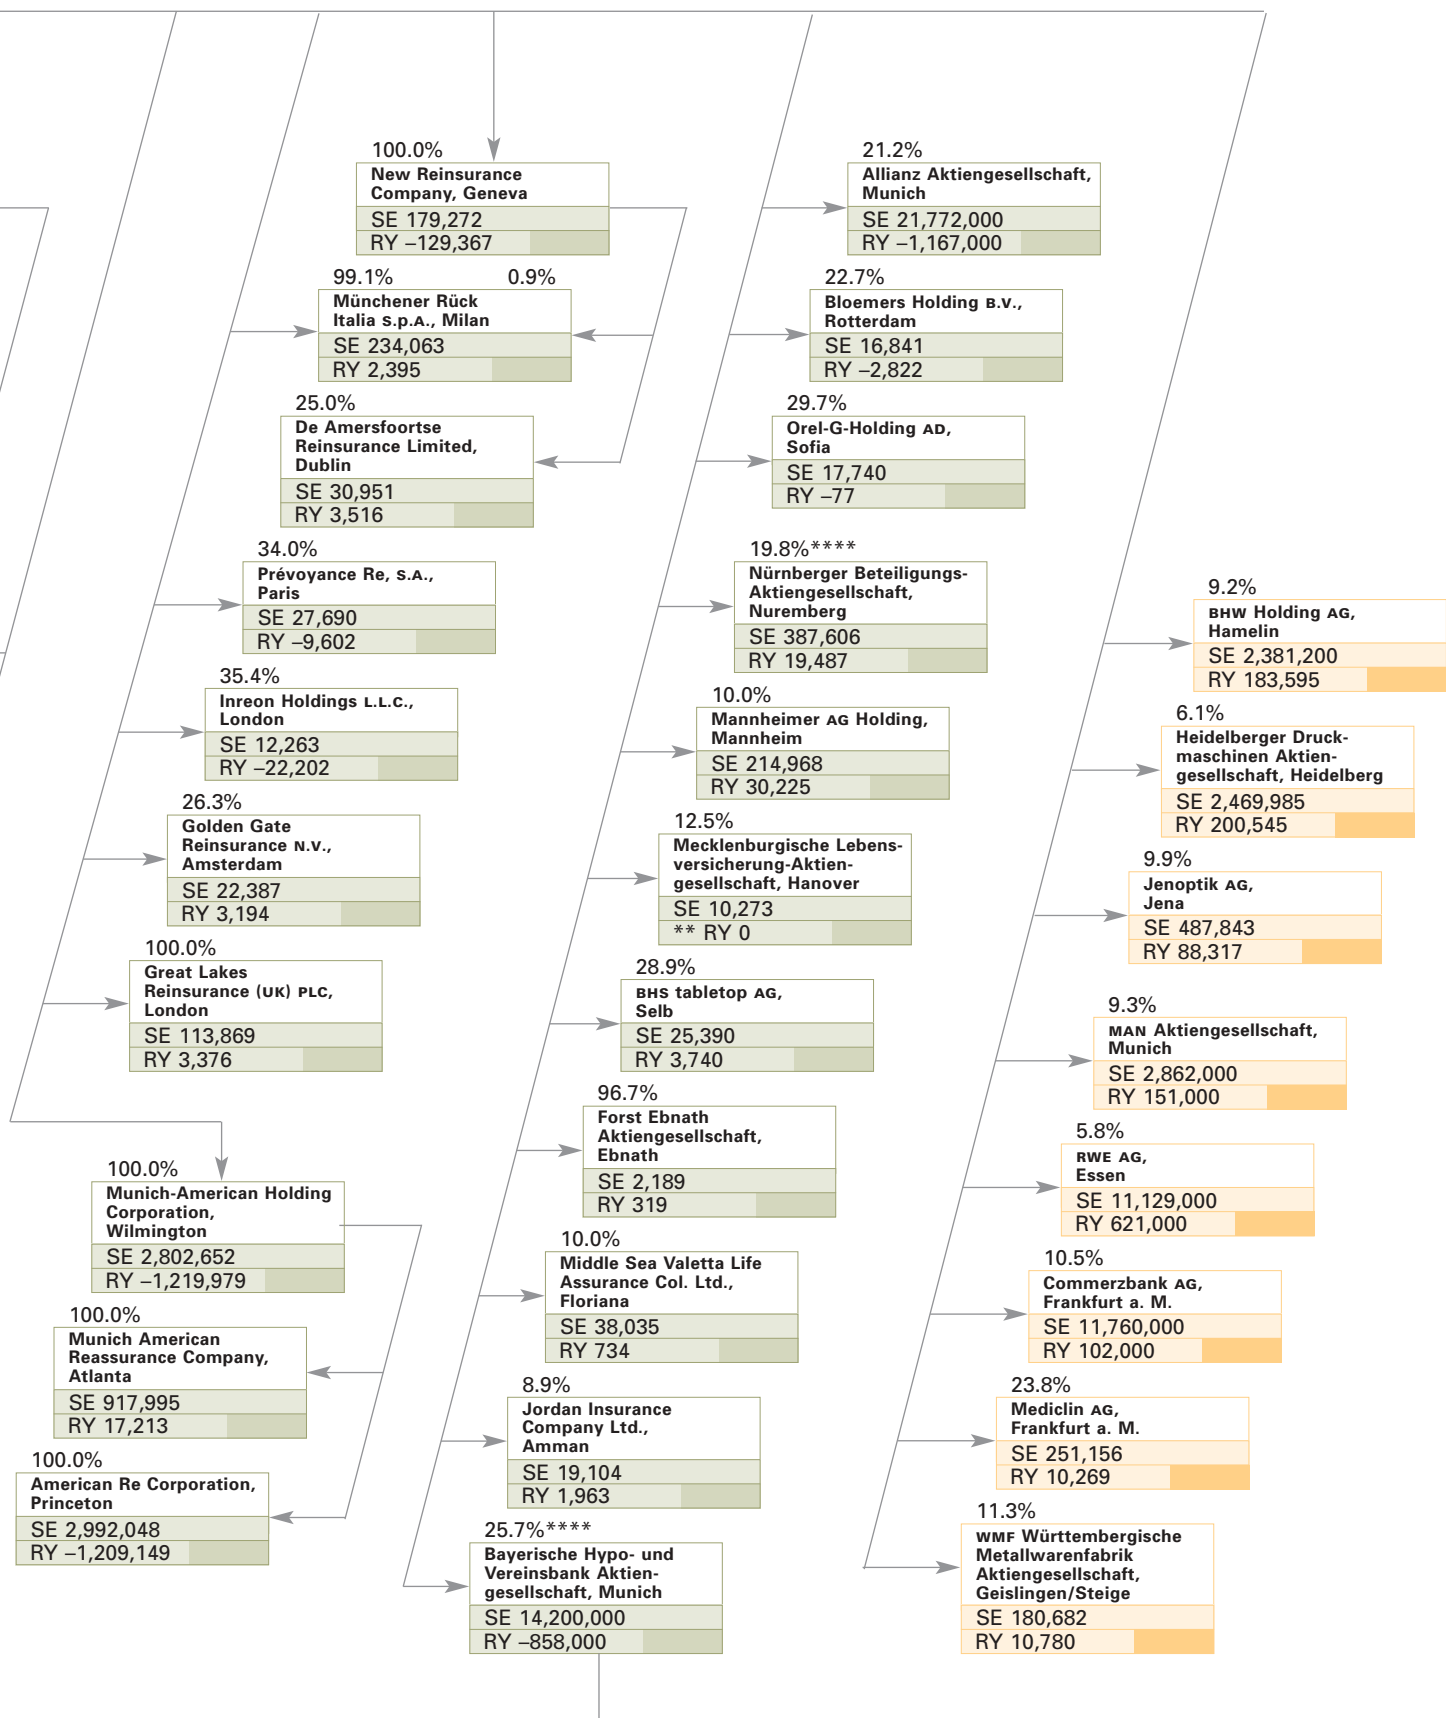 100.0%
New Reinsurance
Company, Geneva
SE 179,272
RY –129,367
99.1% 0.9%
Münchener Rück
Italia S.p.A., Milan
SE 234,063
RY 2,395
25.0%
De Amersfoortse
Reinsurance Limited,
Dublin
SE 30,951
RY 3,516
34.0%
Prévoyance Re, S.A.,
Paris
SE 27,690
RY –9,602
35.4%
Inreon Holdings L.L.C.,
London
SE 12,263
RY –22,202
26.3%
Golden Gate
Reinsurance N.V.,
Amsterdam
SE 22,387
RY 3,194
100.0%
Great Lakes
Reinsurance (UK) PLC,
London
SE 113,869
RY 3,376
100.0%
Munich-American Holding
Corporation,
Wilmington
SE 2,802,652
RY –1,219,979
100.0%
Munich American
Reassurance Company,
Atlanta
SE 917,995
RY 17,213
100.0%
American Re Corporation,
Princeton
SE 2,992,048
RY –1,209,149
21.2%
Allianz Aktiengesellschaft,
Munich
SE 21,772,000
RY –1,167,000
22.7%
Bloemers Holding B.V.,
Rotterdam
SE 16,841
RY –2,822
29.7%
Orel-G-Holding AD,
Sofia
SE 17,740
RY –77
19.8%****
Nürnberger Beteiligungs-
Aktiengesellschaft,
Nuremberg
SE 387,606
RY 19,487
10.0%
Mannheimer AG Holding,
Mannheim
SE 214,968
RY 30,225
12.5%
Mecklenburgische Lebens-
versicherung-Aktien-
gesellschaft, Hanover
SE 10,273
** RY 0
28.9%
BHS tabletop AG,
Selb
SE 25,390
RY 3,740
96.7%
Forst Ebnath
Aktiengesellschaft,
Ebnath
SE 2,189
RY 319
10.0%
Middle Sea Valetta Life
Assurance Col. Ltd.,
Floriana
SE 38,035
RY 734
8.9%
Jordan Insurance
Company Ltd.,
Amman
SE 19,104
RY 1,963
25.7%****
Bayerische Hypo- und
Vereinsbank Aktien-
gesellschaft, Munich
SE 14,200,000
RY –858,000
9.2%
BHW Holding AG,
Hamelin
SE 2,381,200
RY 183,595
6.1%
Heidelberger Druck-
maschinen Aktien-
gesellschaft, Heidelberg
SE 2,469,985
RY 200,545
9.9%
Jenoptik AG,
Jena
SE 487,843
RY 88,317
9.3%
MAN Aktiengesellschaft,
Munich
SE 2,862,000
RY 151,000
5.8%
RWE AG,
Essen
SE 11,129,000
RY 621,000
10.5%
Commerzbank AG,
Frankfurt a. M.
SE 11,760,000
RY 102,000
23.8%
Mediclin AG,
Frankfurt a. M.
SE 251,156
RY 10,269
11.3%
WMF Württembergische
Metallwarenfabrik
Aktiengesellschaft,
Geislingen/Steige
SE 180,682
RY 10,780